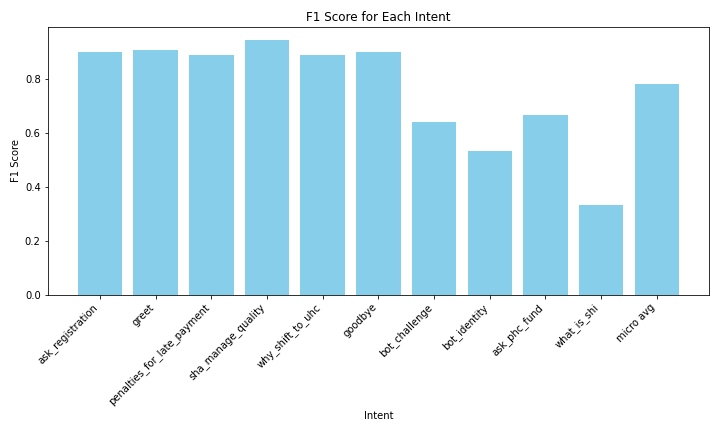 F1 Score for Each Intent
F1 Score
0.8
0.6
0.4
0.2
0.0
ask_registration
greet
penalties_for_late_payment
sha_manage_quality
why_shift_to_uhc
goodbye
bot_challenge
bot_identity
ask_phc_fund
what_is_shi
micro avg
Intent